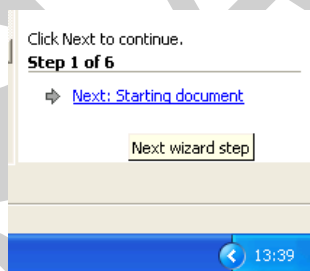 Click Next to continue.
Step 1 of 6
Next: Starting document
Next wizard step
13:39